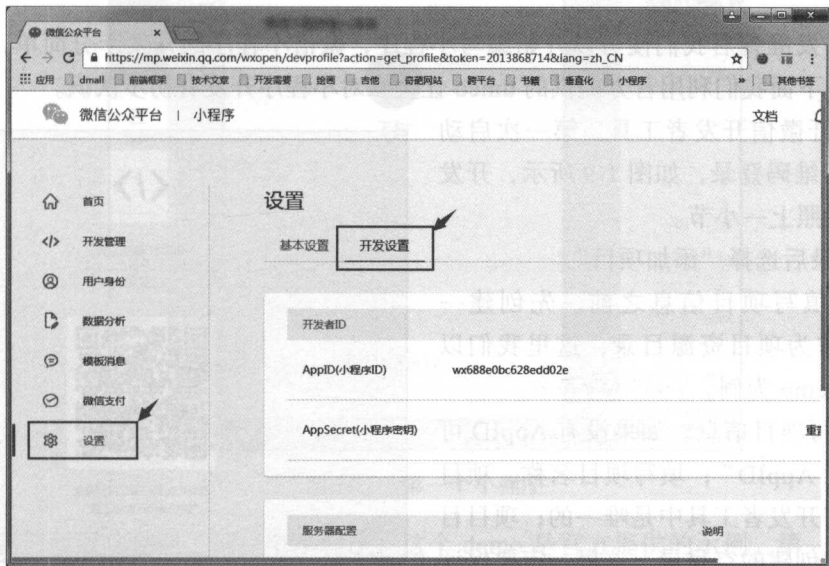 微信公众平台
https://mp.weixin.qq.com/wxopen/devprofile?action=get_profile&token=2013868714&lang=zh_CN
应用 dmall 前端框架 技术文章 开发需要 绘画 吉他 奇葩网站 跨平台 书籍 垂直化 小程序 » 其他书签
微信公众平台 | 小程序 文档
首页
开发管理
用户身份
数据分析
模板消息
微信支付
设置
设置
基本设置 开发设置
开发者ID
AppID(小程序ID) wx688e0bc628edd02e
AppSecret(小程序密钥)
服务器配置 说明